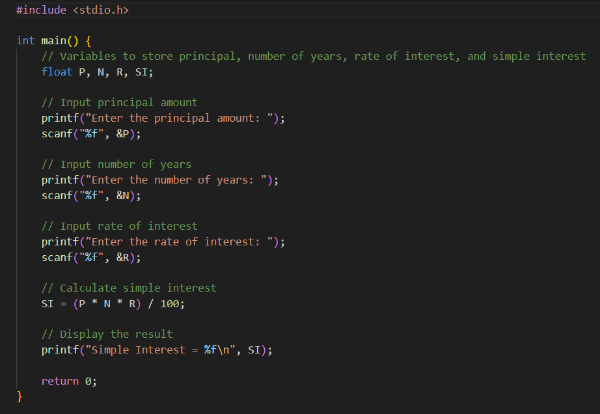 #include <stdio.h>
int main() {
// Variables to store principal, number of years, rate of interest, and simple interest
float P, N, R, SI;
// Input principal amount
printf("Enter the principal amount: ");
scanf("%f", &P);
// Input number of years
printf("Enter the number of years: ");
scanf("%f", &N);
// Input rate of interest
printf("Enter the rate of interest: ");
scanf("%f", &R);
// Calculate simple interest
SI = (P * N * R) / 100;
// Display the result
printf("Simple Interest = %f\n", SI);
return 0;
}